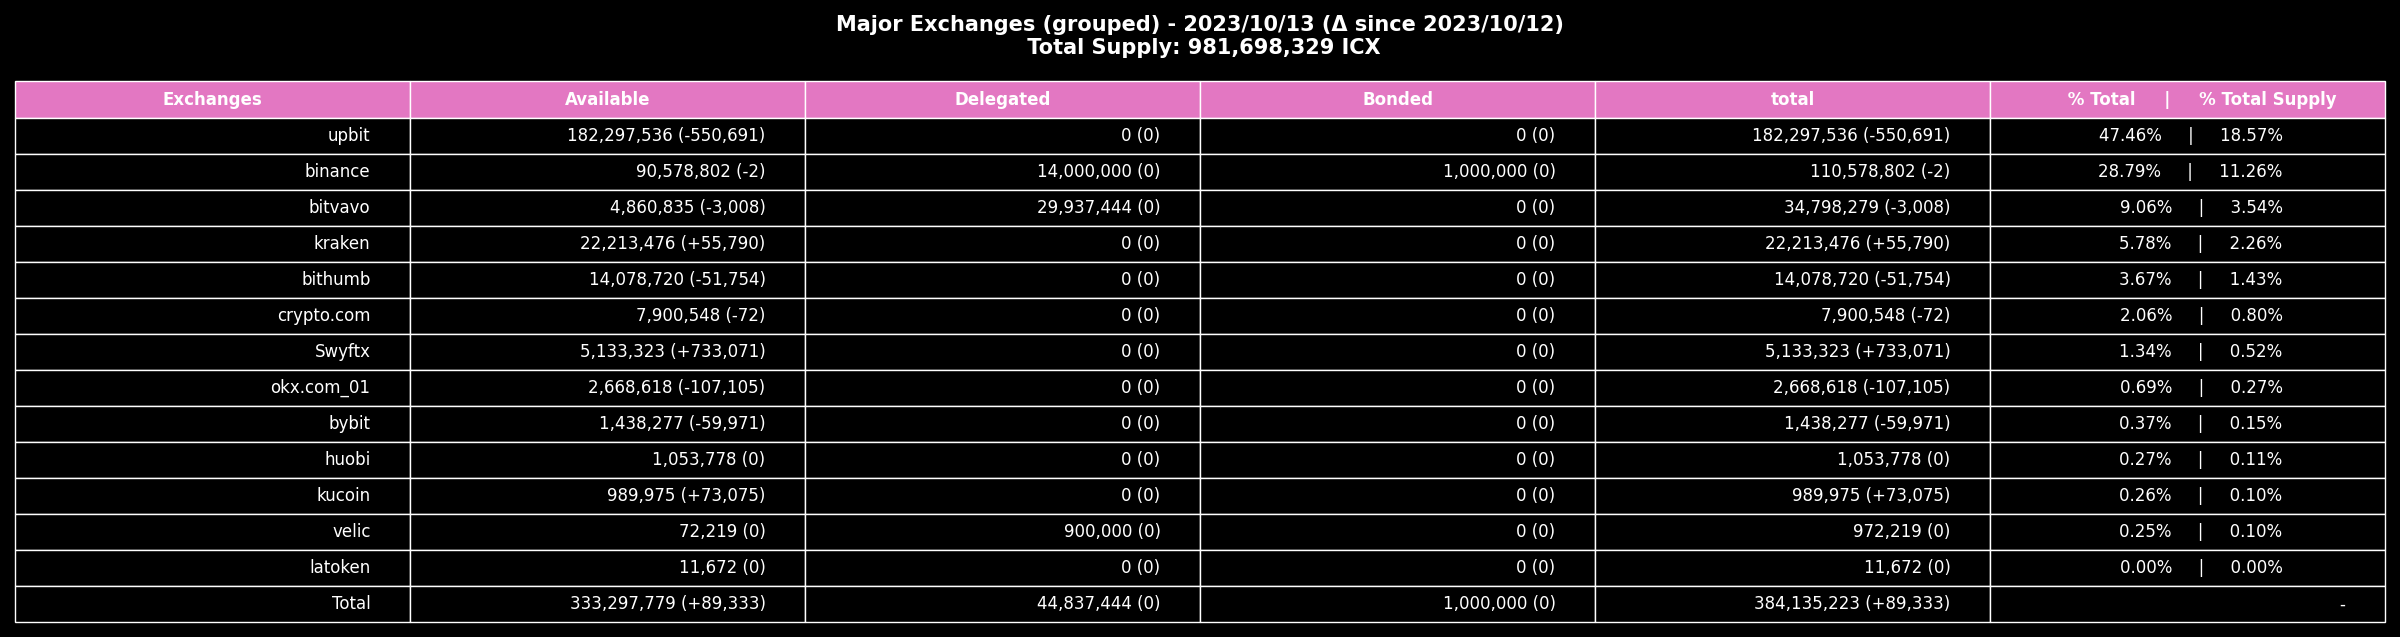 Major Exchanges (grouped) - 2023/10/13 (Δ since 2023/10/12)
Total Supply: 981,698,329 ICX
Exchanges Available Delegated Bonded total % Total | % Total Supply
upbit 182,297,536 (-550,691) 0 (0) 0 (0) 182,297,536 (-550,691) 47.46% | 18.57%
binance 90,578,802 (-2) 14,000,000 (0) 1,000,000 (0) 110,578,802 (-2) 28.79% | 11.26%
bitvavo 4,860,835 (-3,008) 29,937,444 (0) 0 (0) 34,798,279 (-3,008) 9.06% | 3.54%
kraken 22,213,476 (+55,790) 0 (0) 0 (0) 22,213,476 (+55,790) 5.78% | 2.26%
bithumb 14,078,720 (-51,754) 0 (0) 0 (0) 14,078,720 (-51,754) 3.67% | 1.43%
crypto.com 7,900,548 (-72) 0 (0) 0 (0) 7,900,548 (-72) 2.06% | 0.80%
Swyftx 5,133,323 (+733,071) 0 (0) 0 (0) 5,133,323 (+733,071) 1.34% | 0.52%
okx.com_01 2,668,618 (-107,105) 0 (0) 0 (0) 2,668,618 (-107,105) 0.69% | 0.27%
bybit 1,438,277 (-59,971) 0 (0) 0 (0) 1,438,277 (-59,971) 0.37% | 0.15%
huobi 1,053,778 (0) 0 (0) 0 (0) 1,053,778 (0) 0.27% | 0.11%
kucoin 989,975 (+73,075) 0 (0) 0 (0) 989,975 (+73,075) 0.26% | 0.10%
velic 72,219 (0) 900,000 (0) 0 (0) 972,219 (0) 0.25% | 0.10%
latoken 11,672 (0) 0 (0) 0 (0) 11,672 (0) 0.00% | 0.00%
Total 333,297,779 (+89,333) 44,837,444 (0) 1,000,000 (0) 384,135,223 (+89,333) -